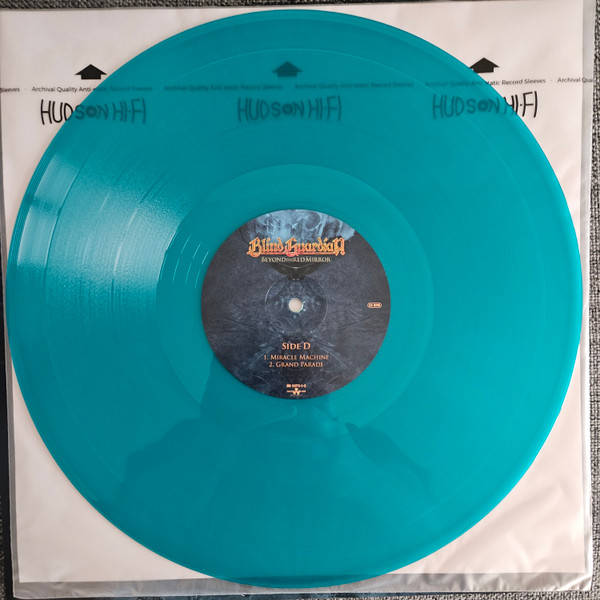 Sleeves - Archival Quality Anti-static Record Sleeves - Archival Quality Anti-static Record Sleeves - Archival Quality Anti-static Record Sleeves - Archival Qual
HUDSON HI-FI HUDSON HI-FI HUDSON HI-FI
Blind Guardian
BEYOND THE RED MIRROR
SIDE D
1. MIRACLE MACHINE
2. GRAND PARADE